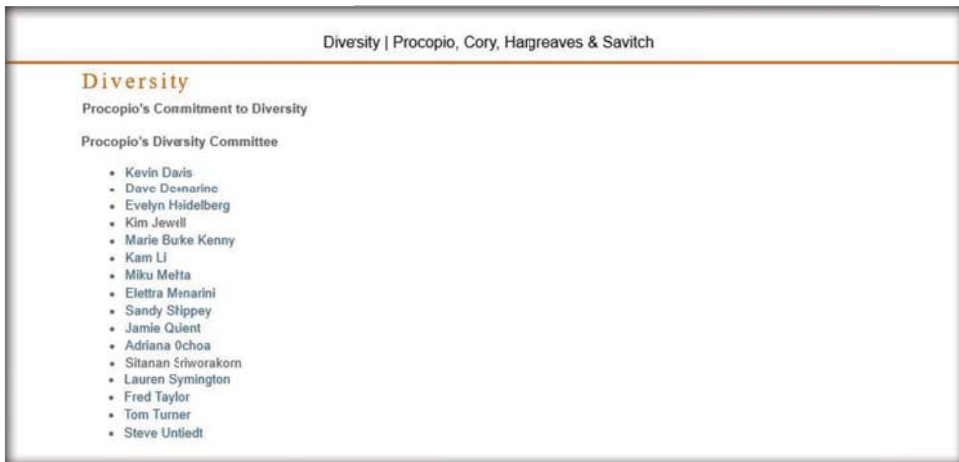 Diversity | Procopio, Cory, Hargreaves & Savitch
Diversity
Procopio's Commitment to Diversity
Procopio's Diversity Committee
• Kevin Davis
• Dave
• Evelyn Heidelberg
• Kim Jewell
• Marie Burke Kenny
• Kam Li
• Miku Mehta
• Elettra Menarini
• Sandy Shippey
• Jamie Quient
• Adriana Ochoa
• Sitanan Sriworakorn
• Lauren Symington
• Fred Taylor
• Tom Turner
• Steve Untiedt